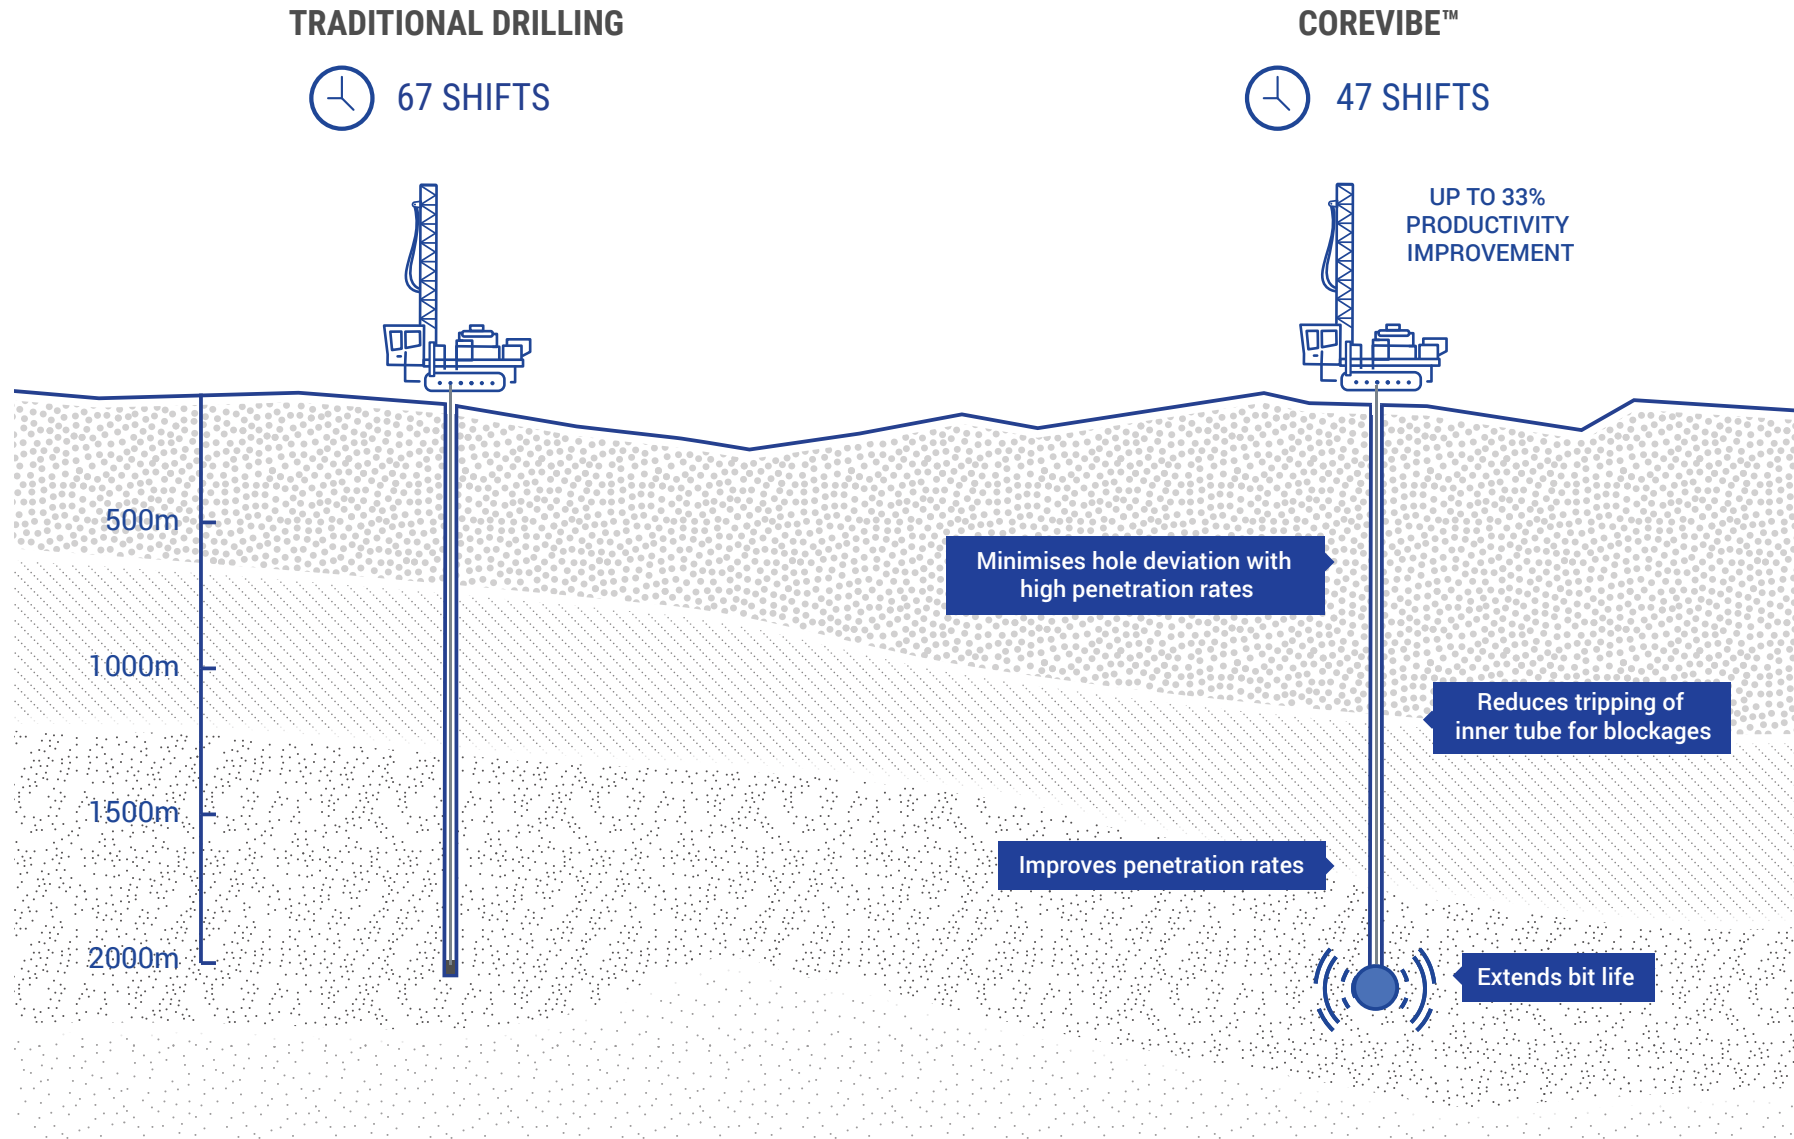 TRADITIONAL DRILLING
67 SHIFTS
COREVIBE™
47 SHIFTS
UP TO 33%
PRODUCTIVITY
IMPROVEMENT
500m
1000m
1500m
2000m
Minimises hole deviation with
high penetration rates
Reduces tripping of
inner tube for blockages
Improves penetration rates
Extends bit life